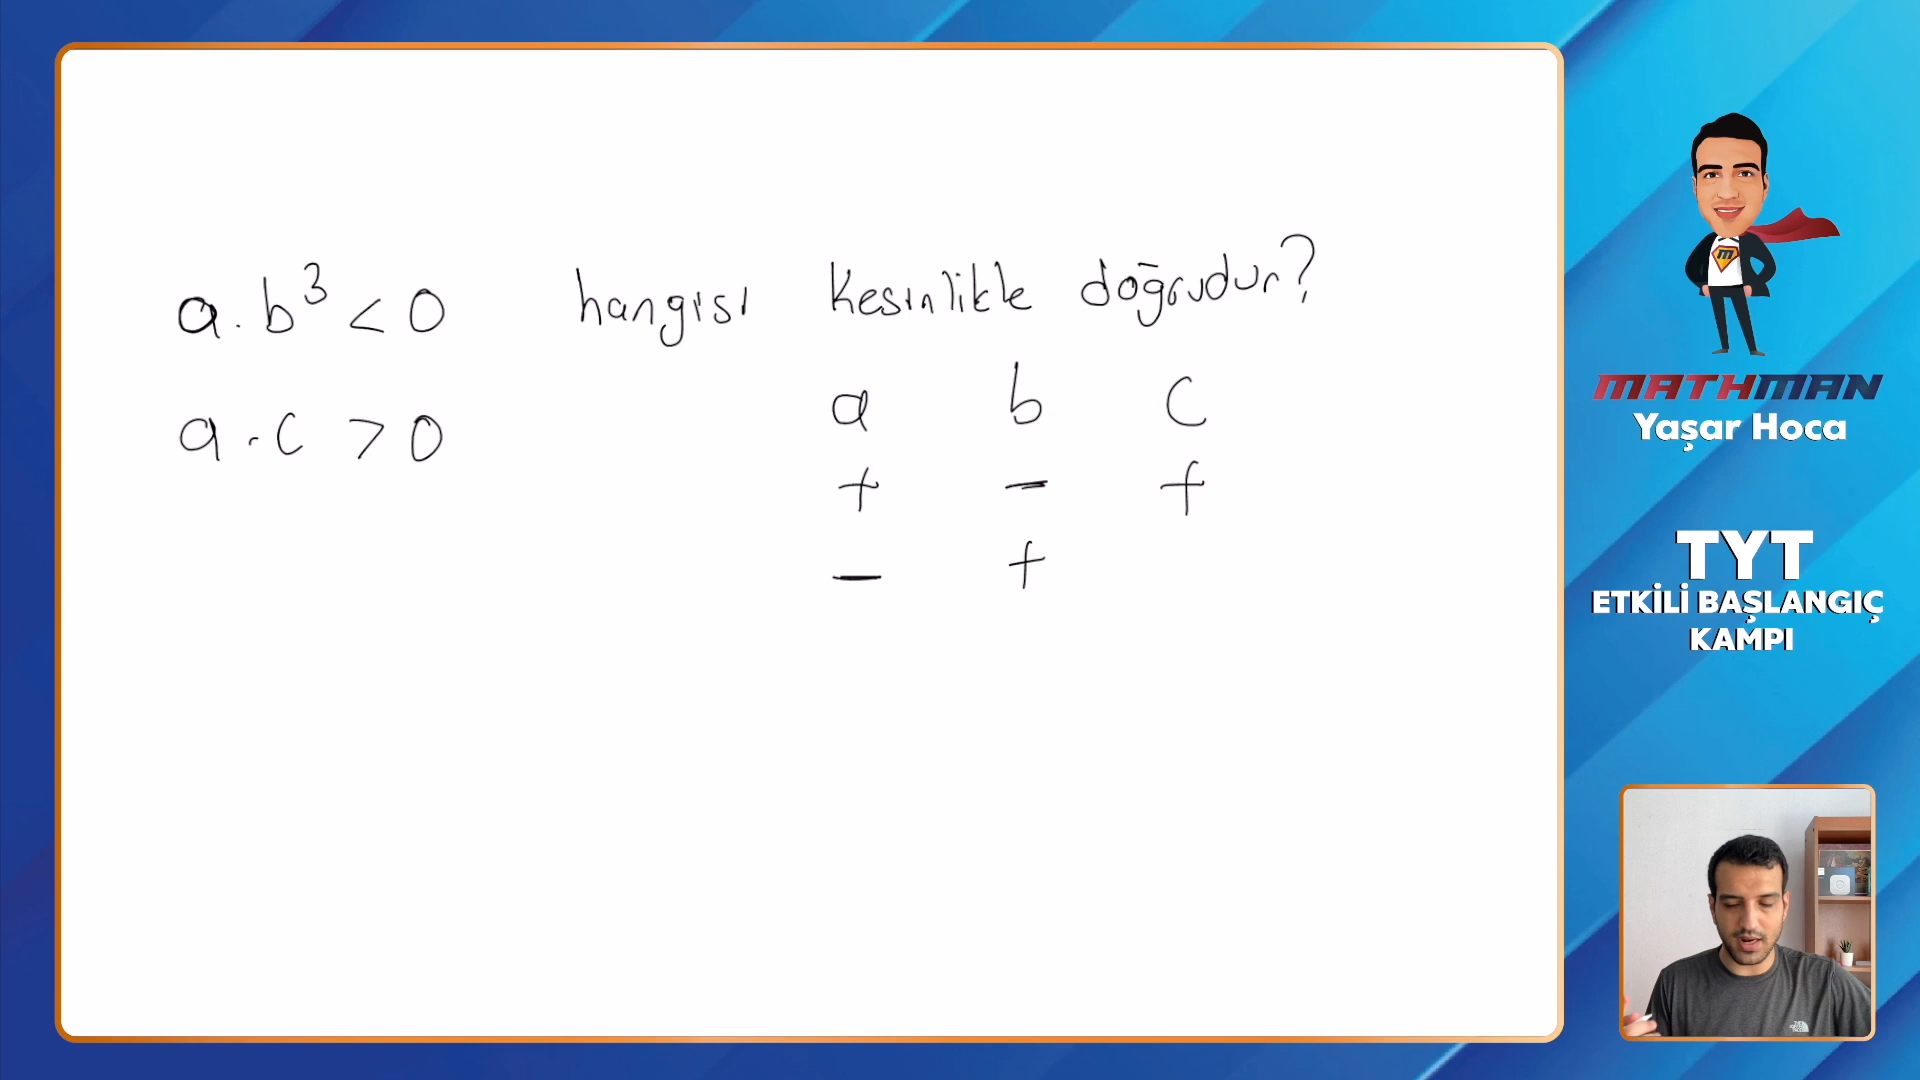 a.b³ < 0 hangisi kesinlikle doğrudur?
a.c > 0
a b c
+ - +
- +
M
MATHMAN
Yaşar Hoca
TYT
ETKİLİ BAŞLANGIÇ
KAMPI